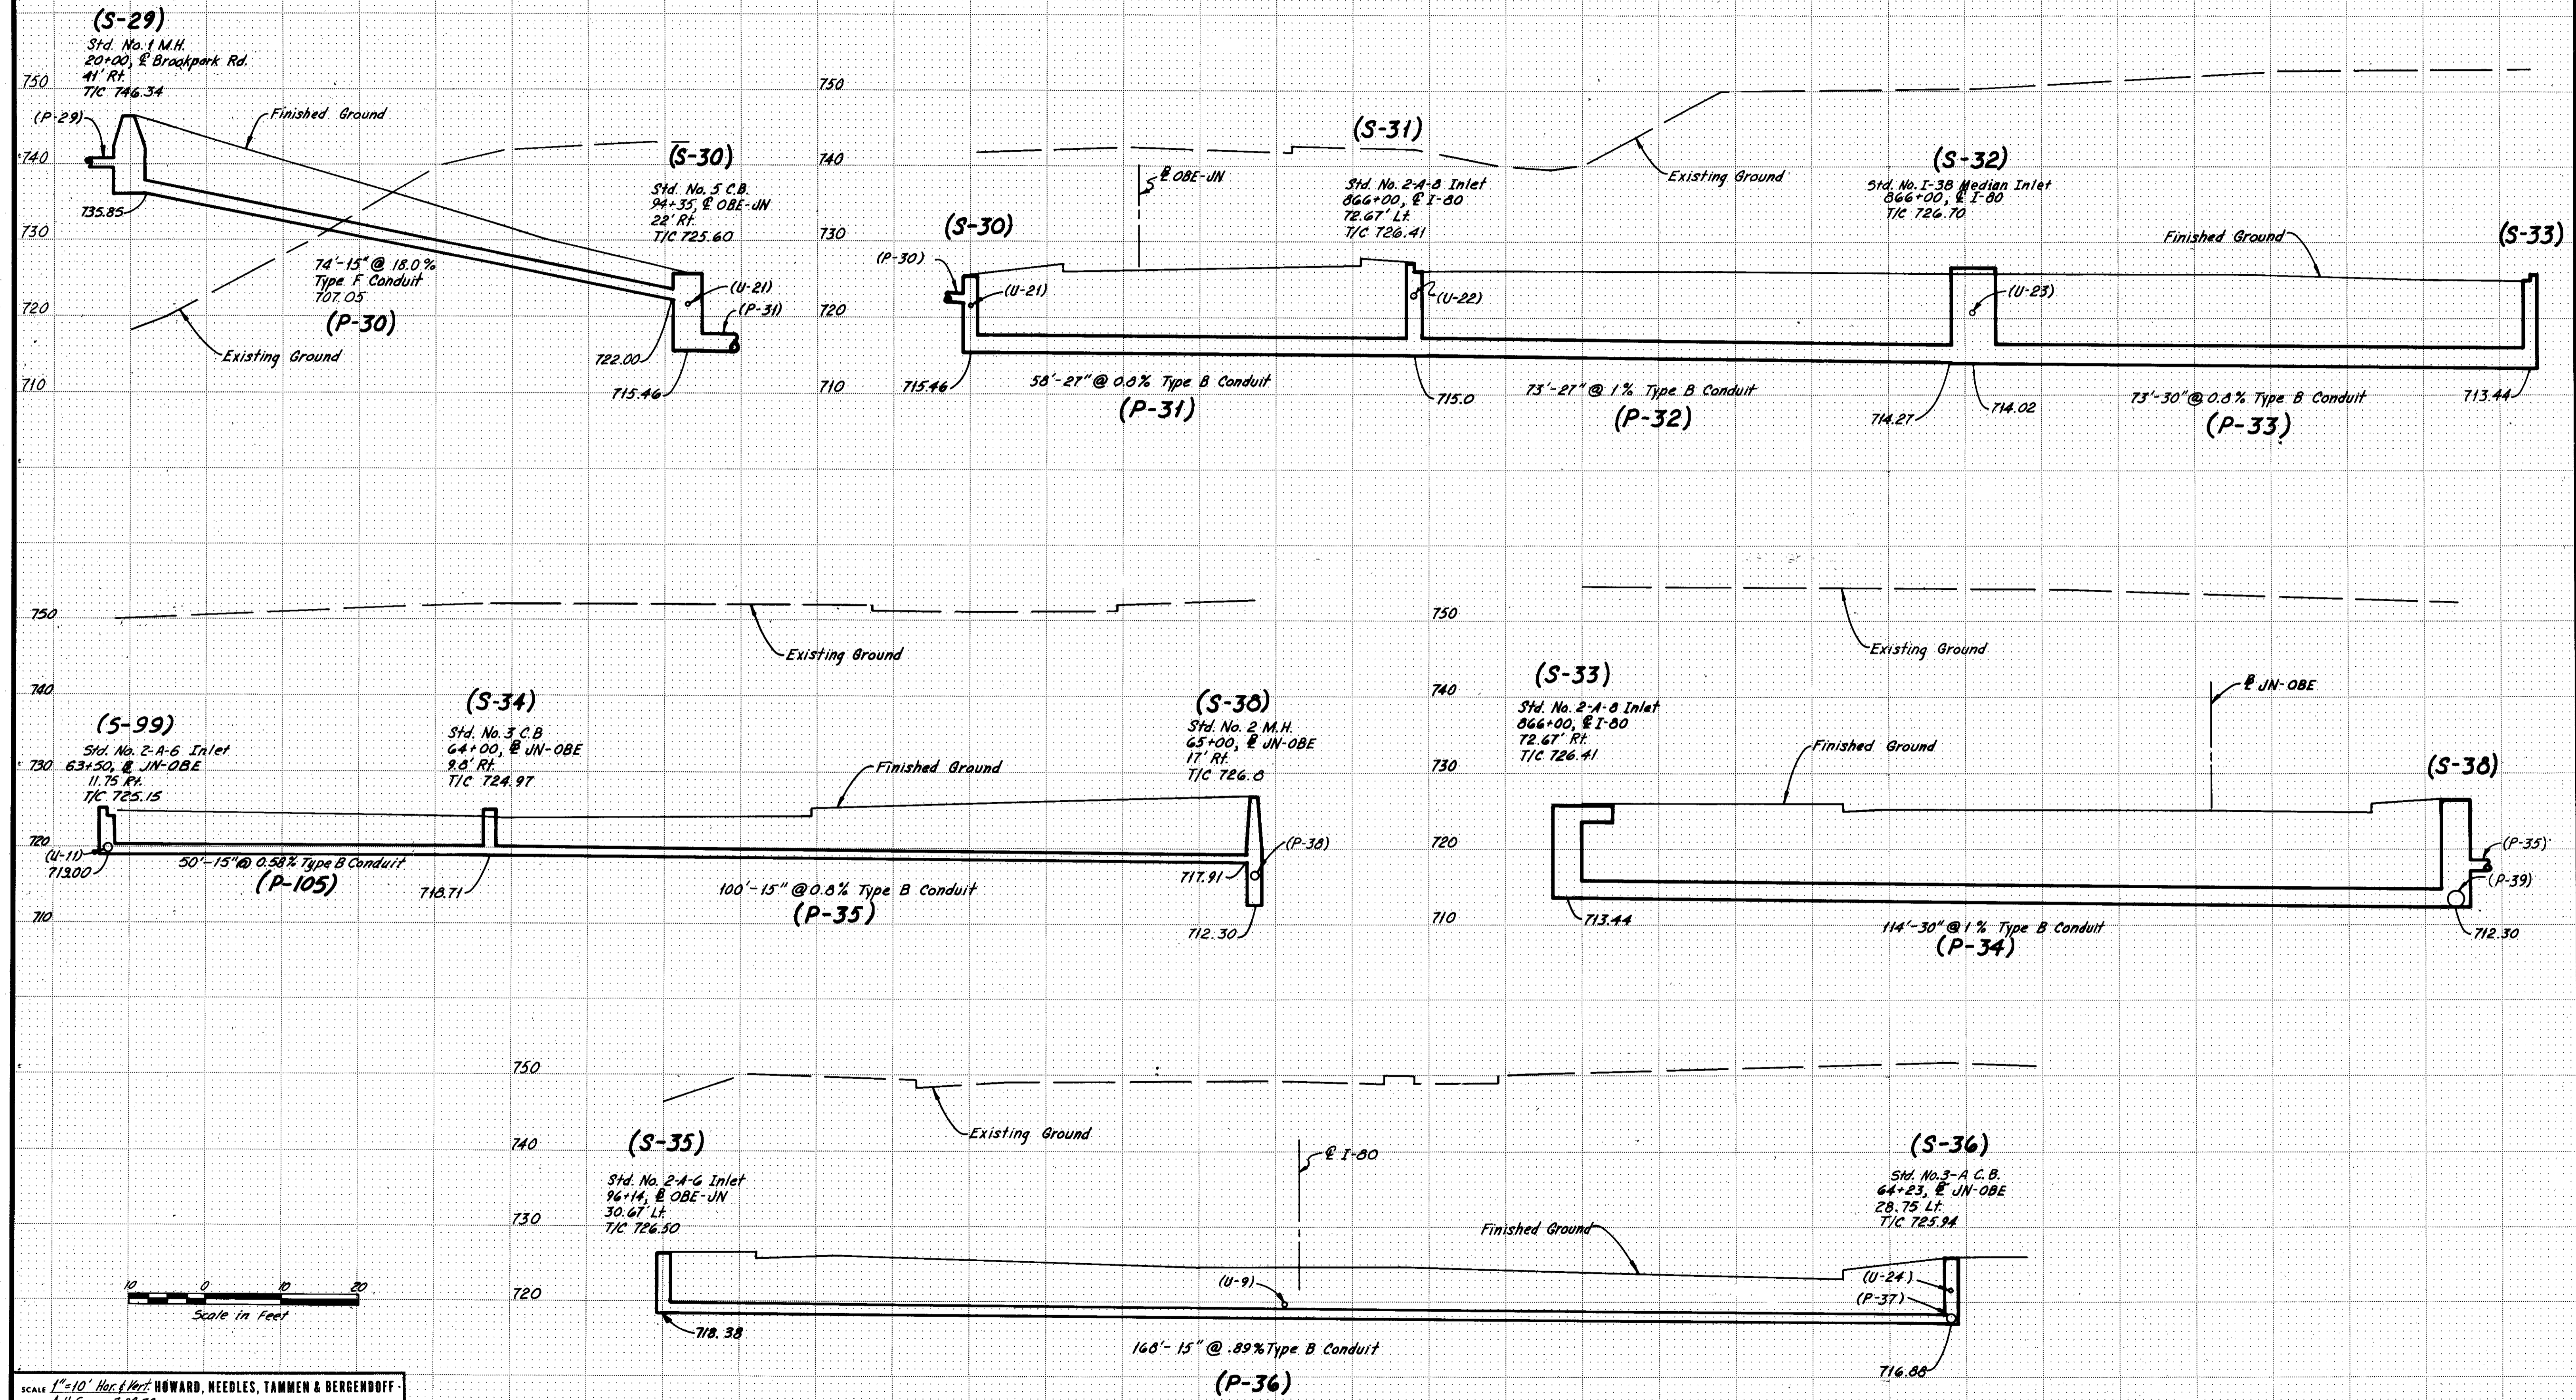 (S-29)
Std. No. 1 M.H.
20+00, ℄ Brookpark Rd.
41' Rt.
T/C 746.34
750
740
730
720
710
(P-29)
Finished Ground
735.85
74'-15" @ 18.0%
Type F Conduit
707.05
(P-30)
Existing Ground
(S-30)
Std. No. 5 C.B.
94+35, ℄ OBE-JN
22' Rt.
T/C 725.60
(U-21)
(P-31)
722.00
715.46
750
740
730
720
710
(S-30)
(P-30)
(U-21)
715.46
℄ OBE-JN
58'-27" @ 0.8% Type B Conduit
(P-31)
(S-31)
Std. No. 2-A-8 Inlet
866+00, ℄ I-80
72.67' Lt.
T/C 726.41
(U-22)
715.0
Existing Ground
73'-27" @ 1% Type B Conduit
(P-32)
(S-32)
Std. No. I-3B Median Inlet
866+00, ℄ I-80
T/C 726.70
(U-23)
714.27
714.02
Finished Ground
73'-30" @ 0.8% Type B Conduit
(P-33)
(S-33)
713.44
750
740
730
720
710
(S-99)
Std. No. 2-A-6 Inlet
63+50, ℄ JN-OBE
11.75 Rt.
T/C 725.15
(U-11)
719.00
50'-15" @ 0.58% Type B Conduit
(P-105)
(S-34)
Std. No. 3 C.B
64+00, ℄ JN-OBE
9.8' Rt.
T/C 724.97
718.71
Existing Ground
Finished Ground
100'-15" @ 0.8% Type B Conduit
(P-35)
(S-38)
Std. No. 2 M.H.
65+00, ℄ JN-OBE
17' Rt.
T/C 726.8
(P-38)
717.91
712.30
750
740
730
720
710
(S-33)
Std. No. 2-A-8 Inlet
866+00, ℄ I-80
72.67' Rt.
T/C 726.41
713.44
Existing Ground
Finished Ground
℄ JN-OBE
114'-30" @ 1% Type B Conduit
(P-34)
(S-38)
(P-35)
(P-39)
712.30
750
740
730
720
(S-35)
Std. No. 2-A-6 Inlet
96+14, ℄ OBE-JN
30.67' Lt.
T/C 726.50
718.38
Existing Ground
℄ I-80
(U-9)
Finished Ground
168'-15" @ .89% Type B Conduit
(P-36)
(S-36)
Std. No. 3-A C.B.
64+23, ℄ JN-OBE
28.75 Lt.
T/C 725.94
(U-24)
(P-37)
716.88
10 0 10 20
Scale in Feet
SCALE 1"=10' Hor. & Vert. HOWARD, NEEDLES, TAMMEN & BERGENDOFF